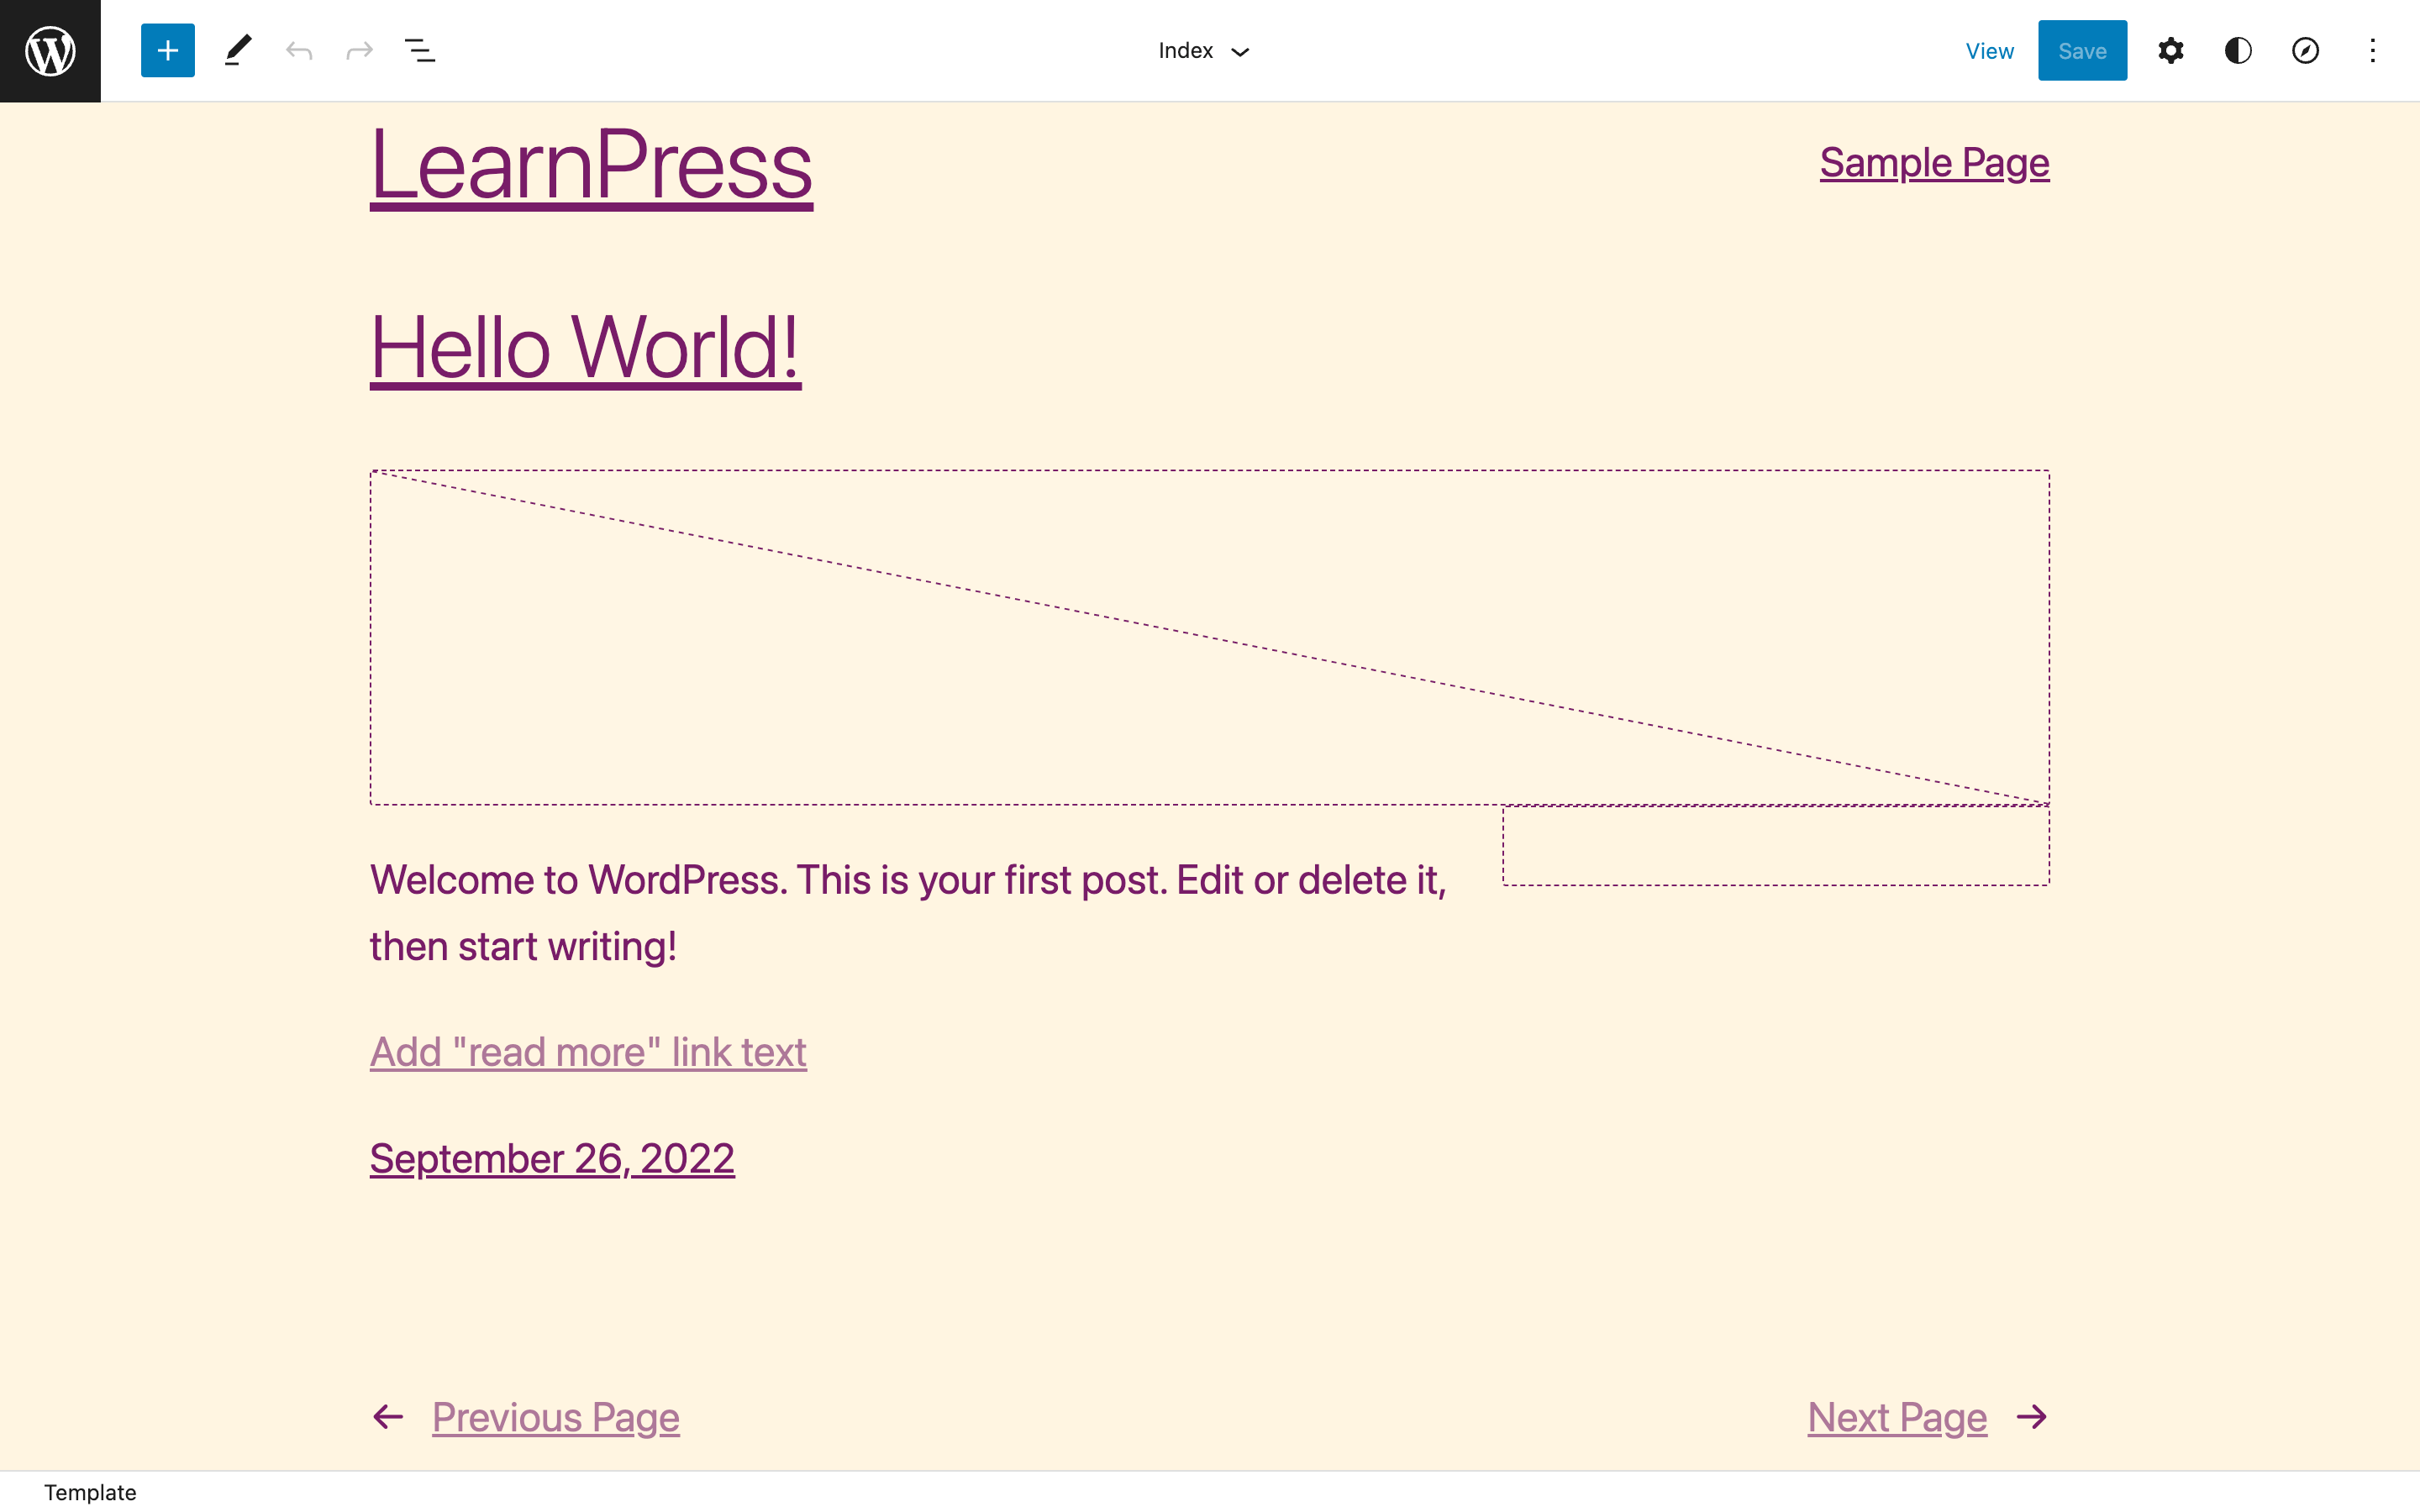 Index
View
Save
LearnPress
Sample Page
Hello World!
Welcome to WordPress. This is your first post. Edit or delete it,
then start writing!
Add "read more" link text
September 26, 2022
Previous Page
Next Page
Template